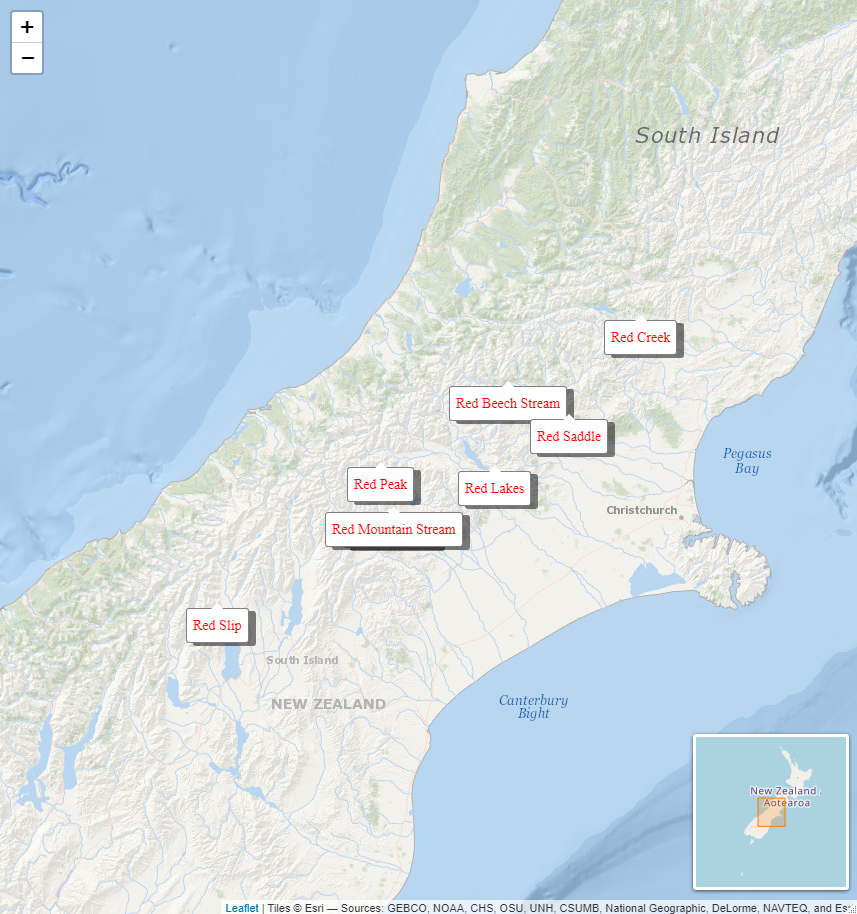 +
−
South Island
Red Creek
Red Beech Stream
Red Saddle
Pegasus
Bay
Red Peak
Red Lakes
Christchurch
Red Mountain Stream
Red Slip
South Island
NEW ZEALAND
Canterbury
Bight
New Zealand
Aotearoa
Leaflet | Tiles © Esri — Sources: GEBCO, NOAA, CHS, OSU, UNH, CSUMB, National Geographic, DeLorme, NAVTEQ, and Esri